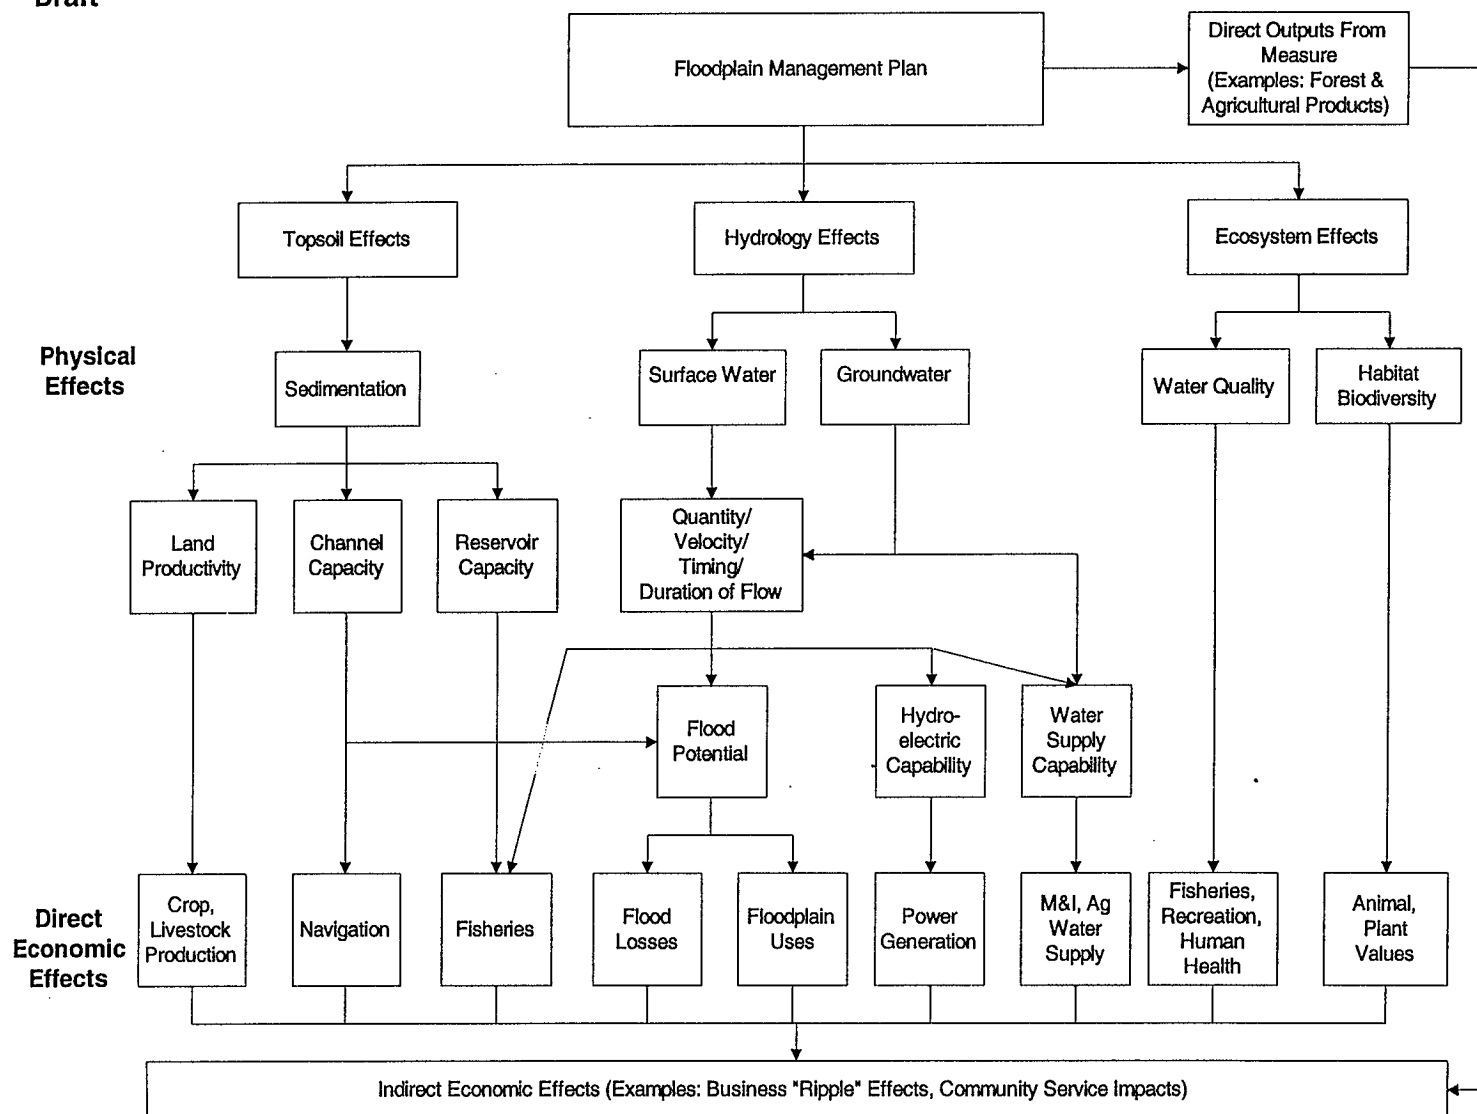 Draft
Floodplain Management Plan
Direct Outputs From
Measure
(Examples: Forest &
Agricultural Products)
Topsoil Effects
Hydrology Effects
Ecosystem Effects
Physical
Effects
Sedimentation
Surface Water
Groundwater
Water Quality
Habitat
Biodiversity
Land
Productivity
Channel
Capacity
Reservoir
Capacity
Quantity/
Velocity/
Timing/
Duration of Flow
Flood
Potential
Hydro-
electric
Capability
Water
Supply
Capability
Direct
Economic
Effects
Crop,
Livestock
Production
Navigation
Fisheries
Flood
Losses
Floodplain
Uses
Power
Generation
M&I, Ag
Water
Supply
Fisheries,
Recreation,
Human
Health
Animal,
Plant
Values
Indirect Economic Effects (Examples: Business "Ripple" Effects, Community Service Impacts)